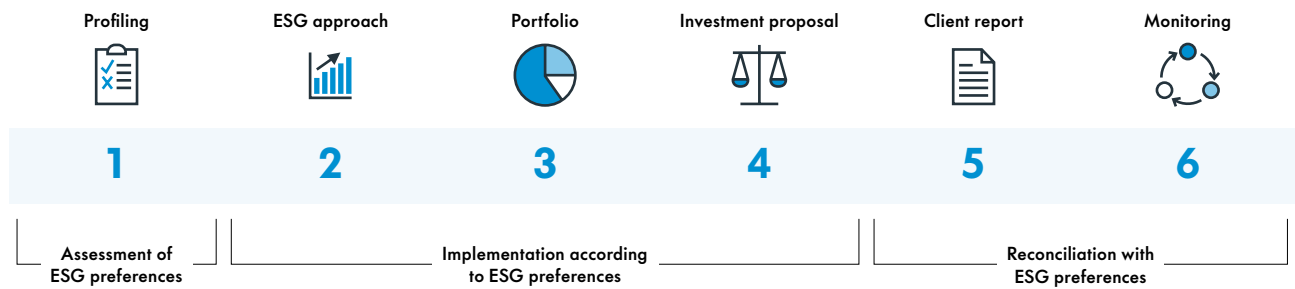 Profiling
ESG approach
Portfolio
Investment proposal
Client report
Monitoring
1
2
3
4
5
6
Assessment of
ESG preferences
Implementation according
to ESG preferences
Reconciliation with
ESG preferences